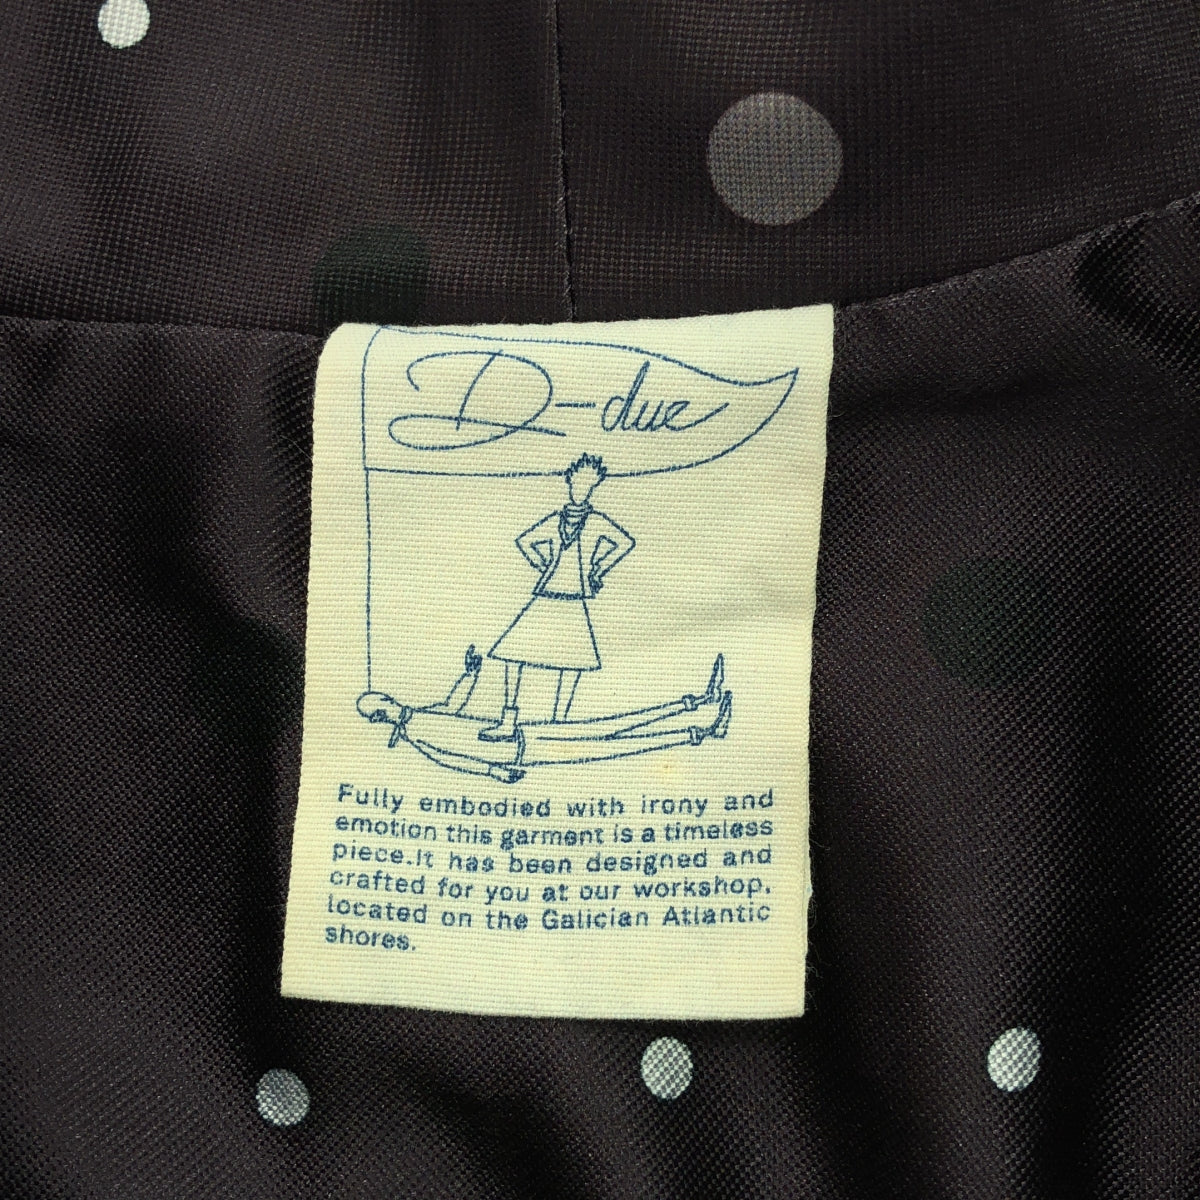 D-due
Fully embodied with irony and
emotion this garment is a timeless
piece.It has been designed and
crafted for you at our workshop,
located on the Galician Atlantic
shores.